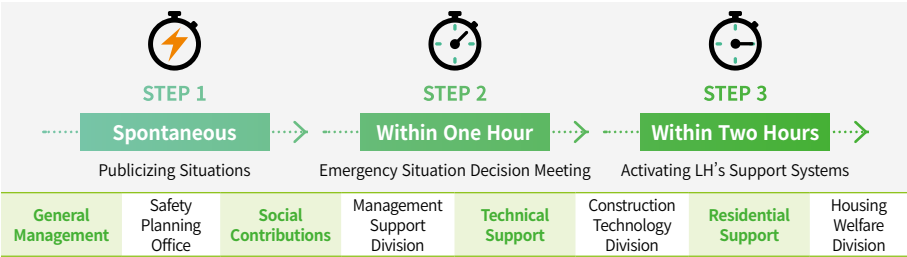 STEP 1
STEP 2
STEP 3
Spontaneous
Within One Hour
Within Two Hours
Publicizing Situations
Emergency Situation Decision Meeting
Activating LH's Support Systems
General
Management
Safety
Planning
Office
Social
Contributions
Management
Support
Division
Technical
Support
Construction
Technology
Division
Residential
Support
Housing
Welfare
Division